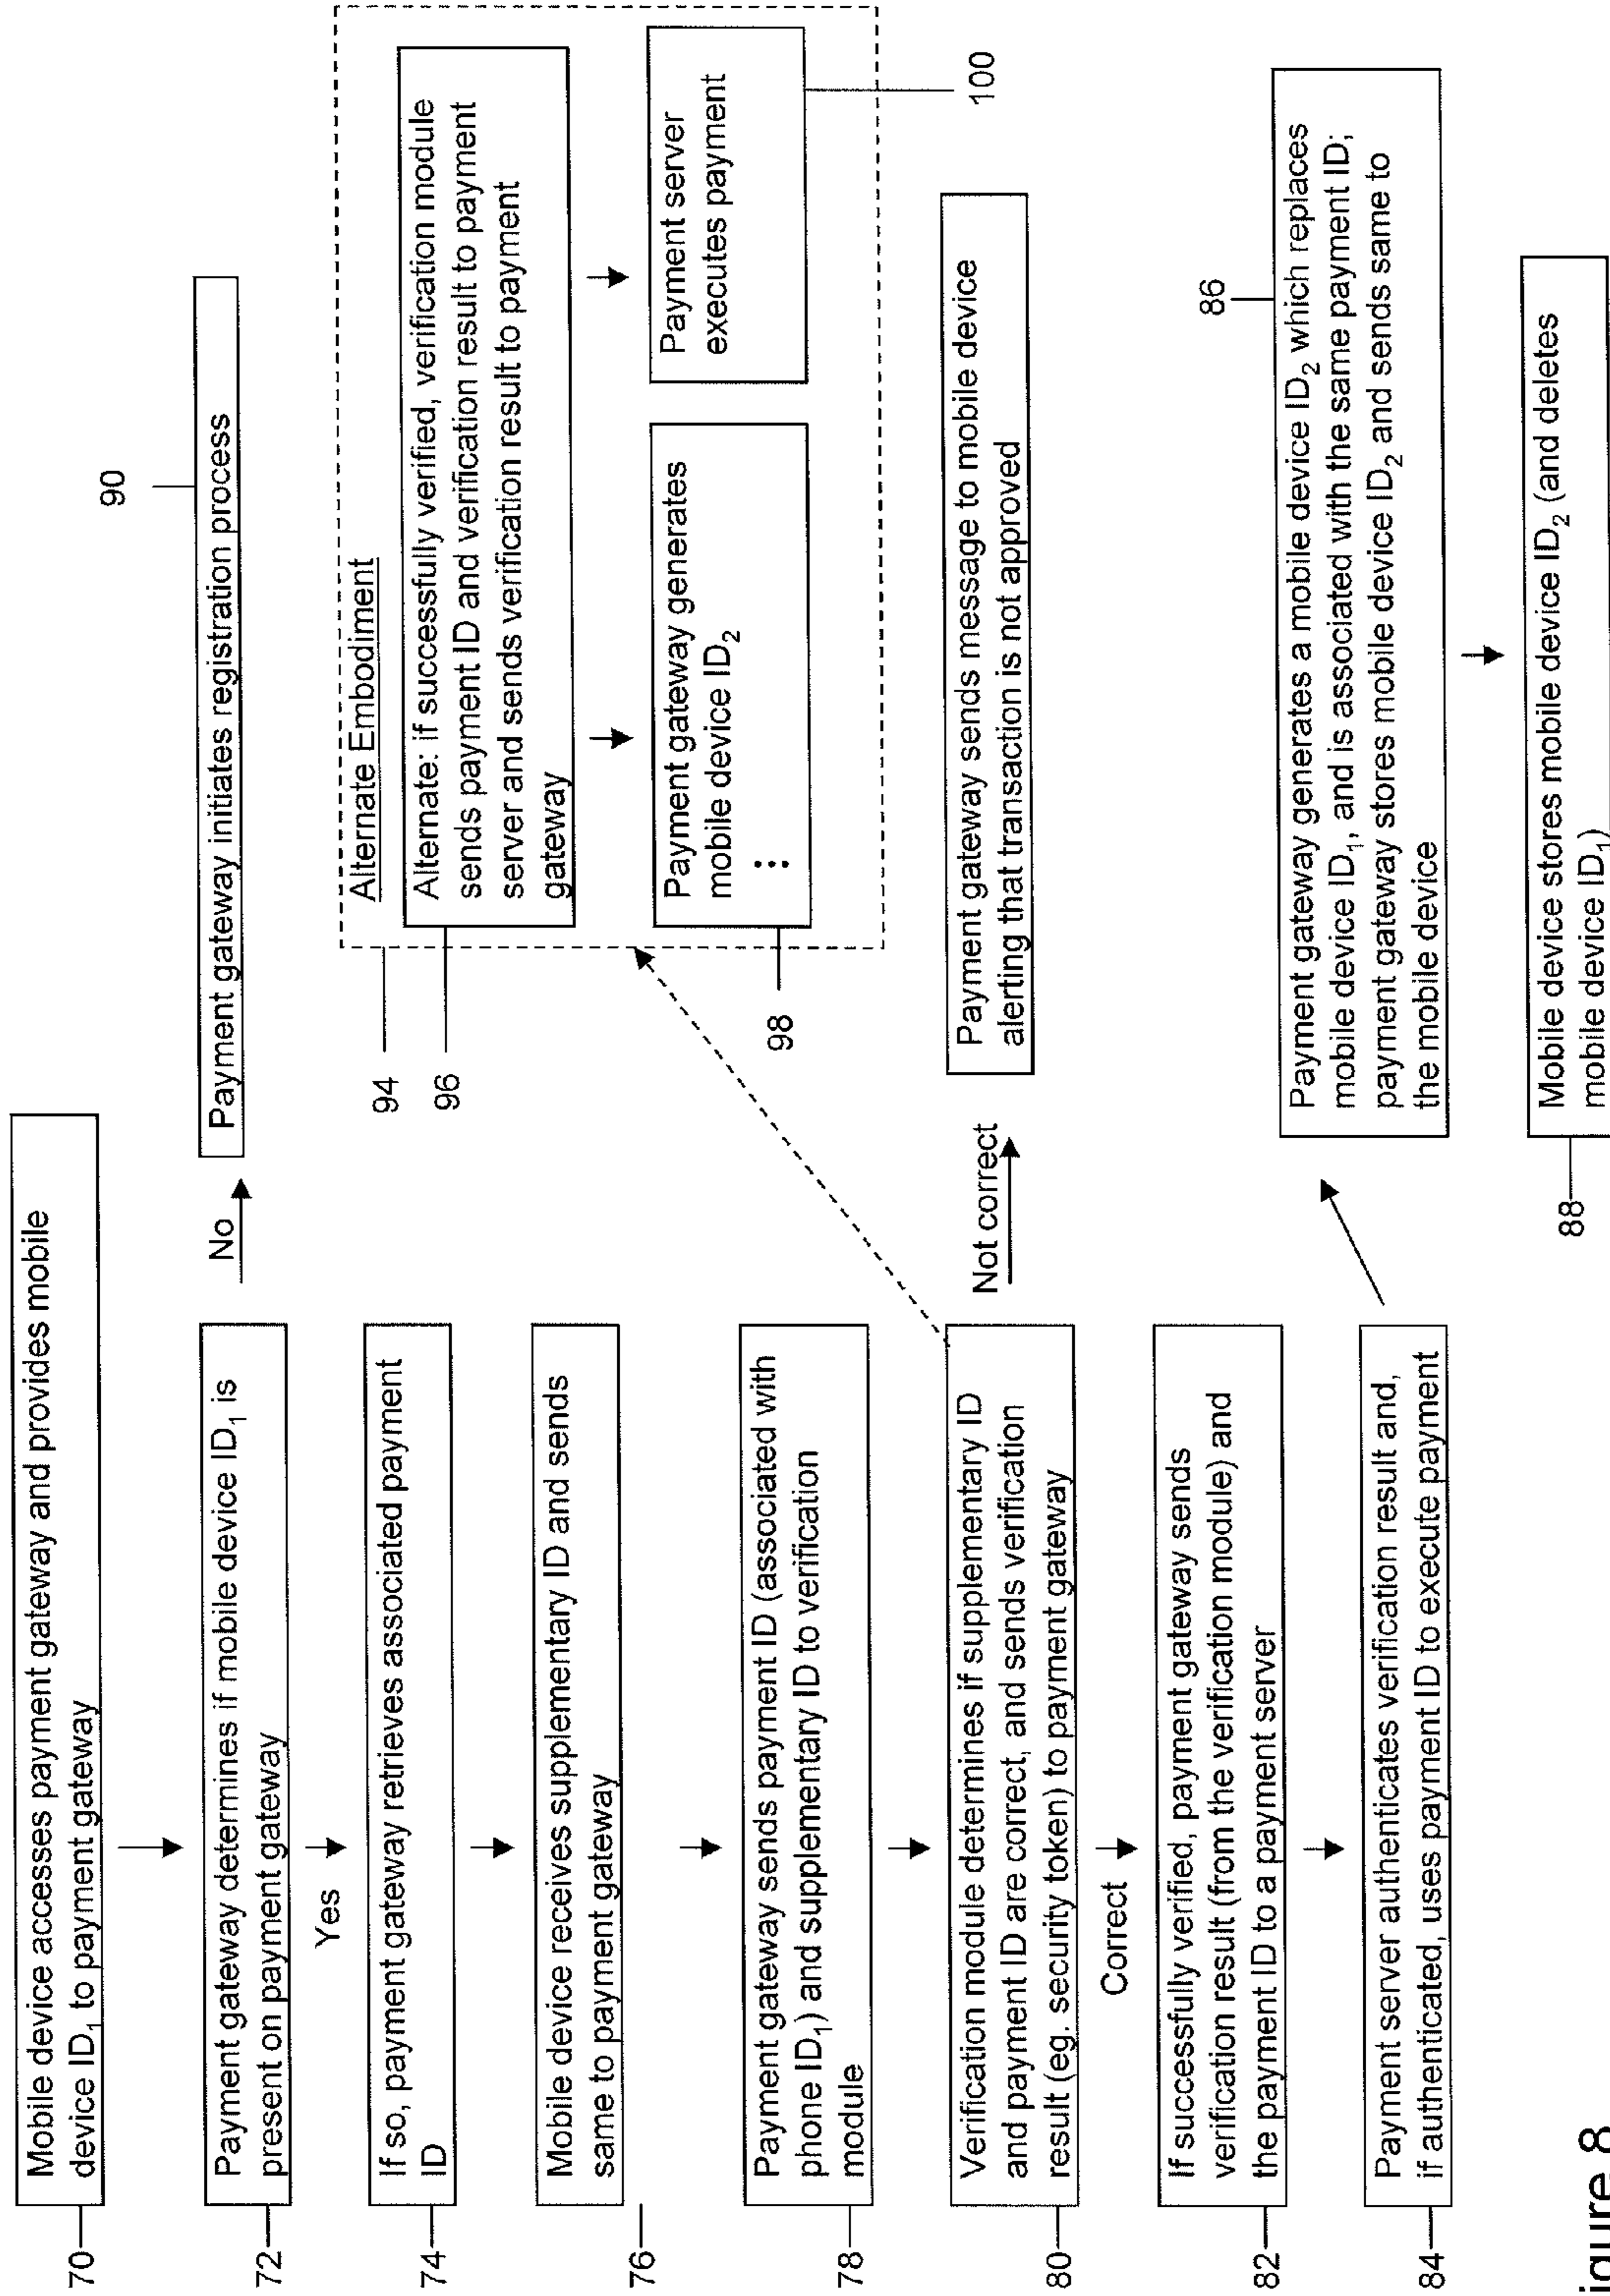 70
Mobile device accesses payment gateway and provides mobile
device ID₁ to payment gateway
72
Payment gateway determines if mobile device ID₁ is
present on payment gateway
No
Payment gateway initiates registration process
90
Yes
74
If so, payment gateway retrieves associated payment
ID
76
Mobile device receives supplementary ID and sends
same to payment gateway
78
Payment gateway sends payment ID (associated with
phone ID₁) and supplementary ID to verification
module
80
Verification module determines if supplementary ID
and payment ID are correct, and sends verification
result (eg. security token) to payment gateway
94
Alternate Embodiment
96
Alternate: if successfully verified, verification module
sends payment ID and verification result to payment
server and sends verification result to payment
gateway
98
Payment gateway generates
mobile device ID₂
⋮
Payment server
executes payment
100
Not correct
Payment gateway sends message to mobile device
alerting that transaction is not approved
Correct
82
If successfully verified, payment gateway sends
verification result (from the verification module) and
the payment ID to a payment server
84
Payment server authenticates verification result and,
if authenticated, uses payment ID to execute payment
86
Payment gateway generates a mobile device ID₂ which replaces
mobile device ID₁, and is associated with the same payment ID;
payment gateway stores mobile device ID₂ and sends same to
the mobile device
88
Mobile device stores mobile device ID₂ (and deletes
mobile device ID₁)
igure 8